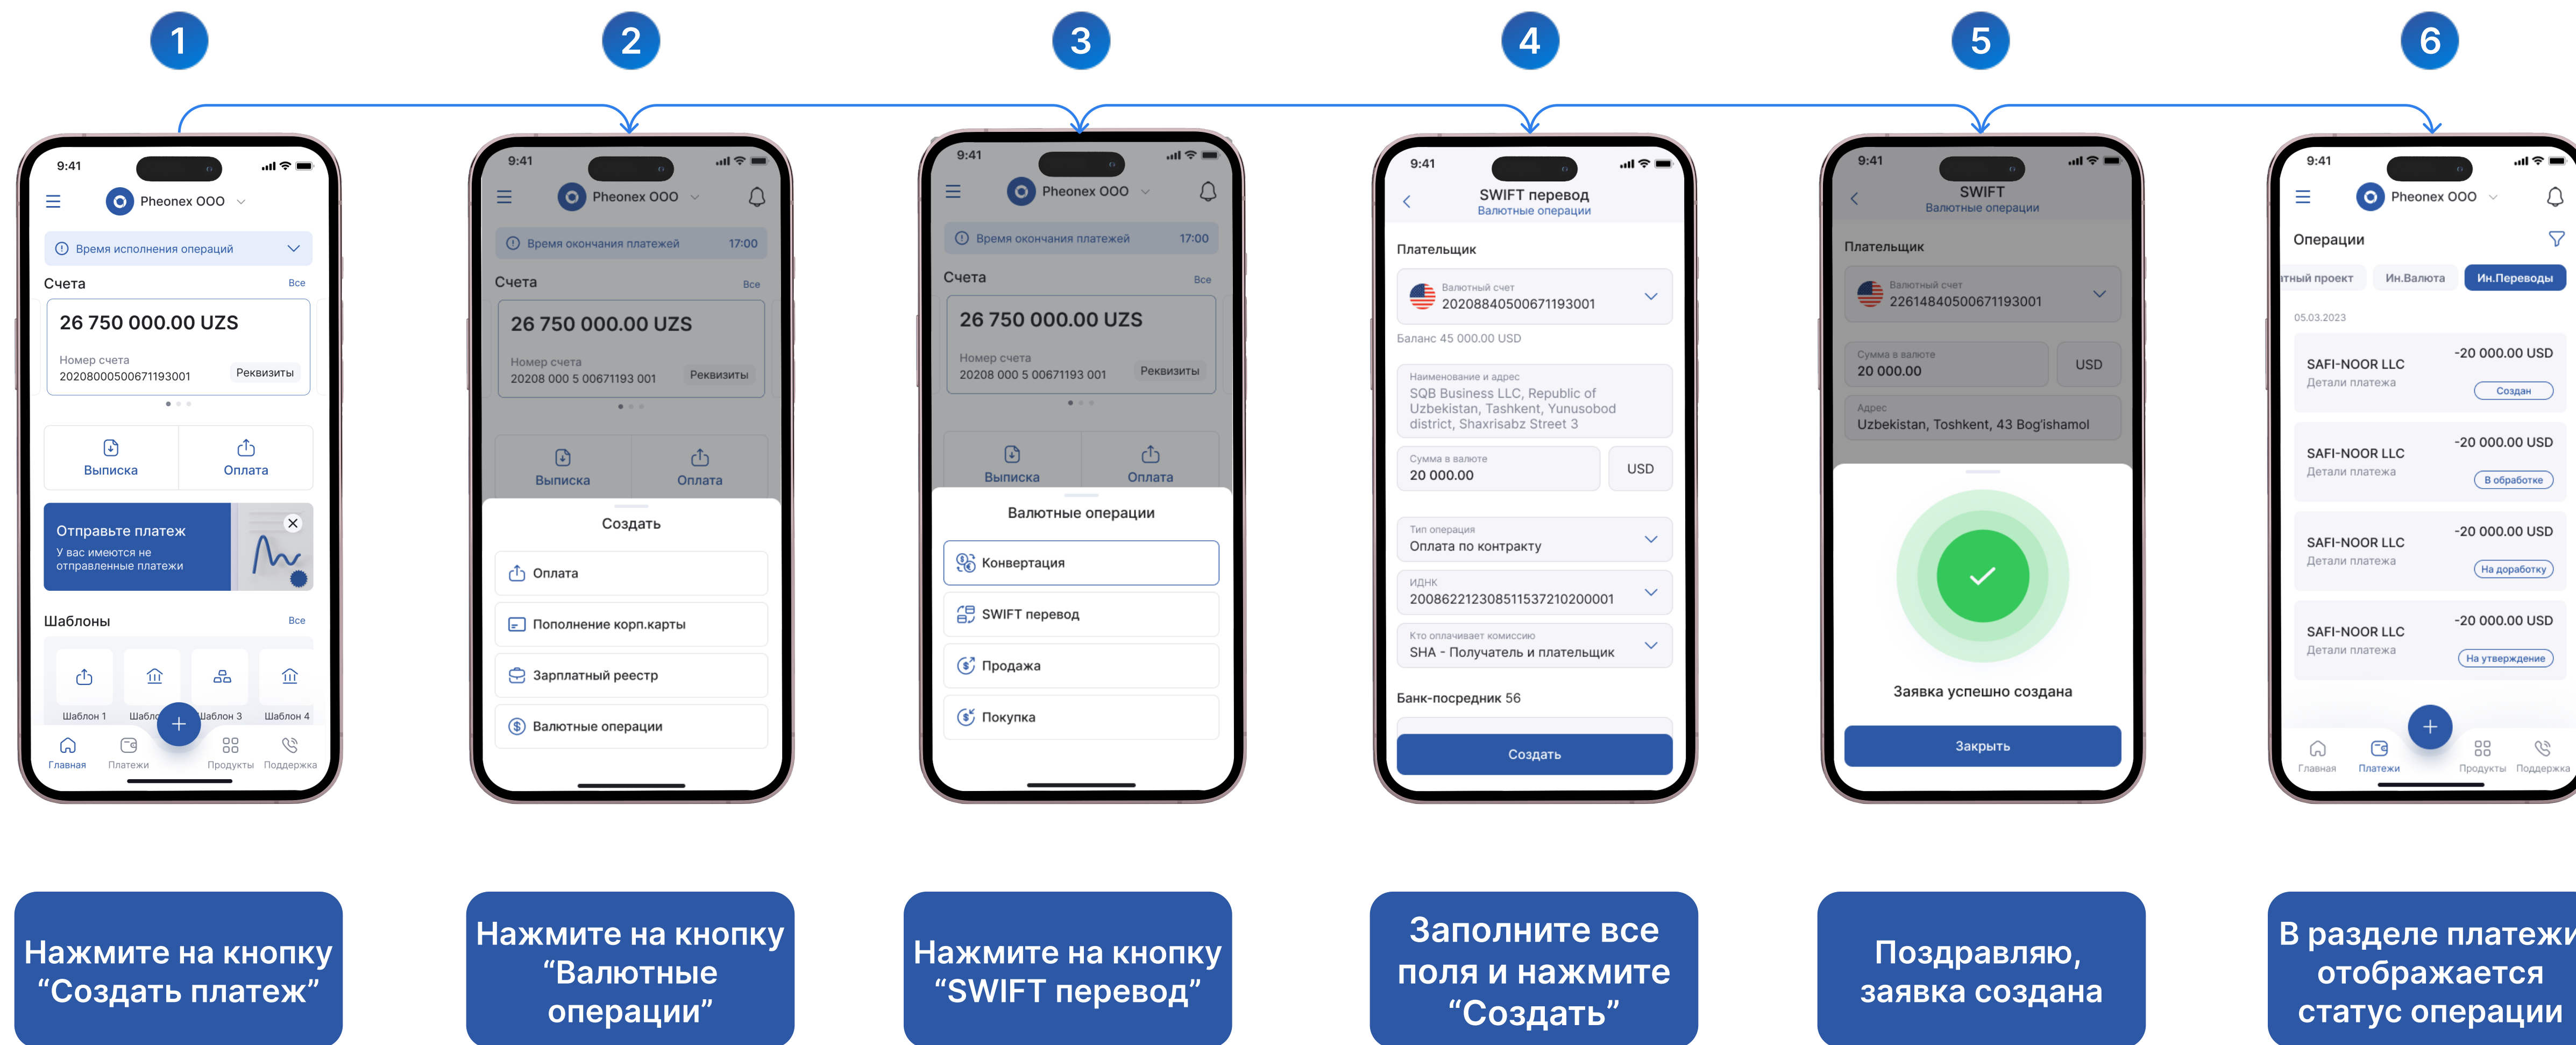 1
2
3
4
5
6
9:41
Pheonex ООО
Время исполнения операций
Счета
Все
26 750 000.00 UZS
Номер счета
20208000500671193001
Реквизиты
Выписка
Оплата
Отправьте платеж
У вас имеются не
отправленные платежи
Шаблоны
Все
Шаблон 1
Шабло
Шаблон 3
Шаблон 4
Главная
Платежи
Продукты
Поддержка
9:41
Pheonex ООО
Время окончания платежей
17:00
Счета
Все
26 750 000.00 UZS
Номер счета
20208 000 5 00671193 001
Реквизиты
Выписка
Оплата
Создать
Оплата
Пополнение корп.карты
Зарплатный реестр
Валютные операции
9:41
Pheonex ООО
Время окончания платежей
17:00
Счета
Все
26 750 000.00 UZS
Номер счета
20208 000 5 00671193 001
Реквизиты
Выписка
Оплата
Валютные операции
Конвертация
SWIFT перевод
Продажа
Покупка
9:41
SWIFT перевод
Валютные операции
Плательщик
Валютный счет
20208840500671193001
Баланс 45 000.00 USD
Наименование и адрес
SQB Business LLC, Republic of
Uzbekistan, Tashkent, Yunusobod
district, Shaxrisabz Street 3
Сумма в валюте
20 000.00
USD
Тип операция
Оплата по контракту
ИДНК
200862212308511537210200001
Кто оплачивает комиссию
SHA - Получатель и плательщик
Банк-посредник 56
Создать
9:41
SWIFT
Валютные операции
Плательщик
Валютный счет
22614840500671193001
Сумма в валюте
20 000.00
USD
Адрес
Uzbekistan, Toshkent, 43 Bog'ishamol
Заявка успешно создана
Закрыть
9:41
Pheonex ООО
Операции
тный проект
Ин.Валюта
Ин.Переводы
05.03.2023
SAFI-NOOR LLC
-20 000.00 USD
Детали платежа
Создан
SAFI-NOOR LLC
-20 000.00 USD
Детали платежа
В обработке
SAFI-NOOR LLC
-20 000.00 USD
Детали платежа
На доработку
SAFI-NOOR LLC
-20 000.00 USD
Детали платежа
На утверждение
Главная
Платежи
Продукты
Поддержка
Нажмите на кнопку
“Создать платеж”
Нажмите на кнопку
“Валютные
операции”
Нажмите на кнопку
“SWIFT перевод”
Заполните все
поля и нажмите
“Создать”
Поздравляю,
заявка создана
В разделе платежи
отображается
статус операции